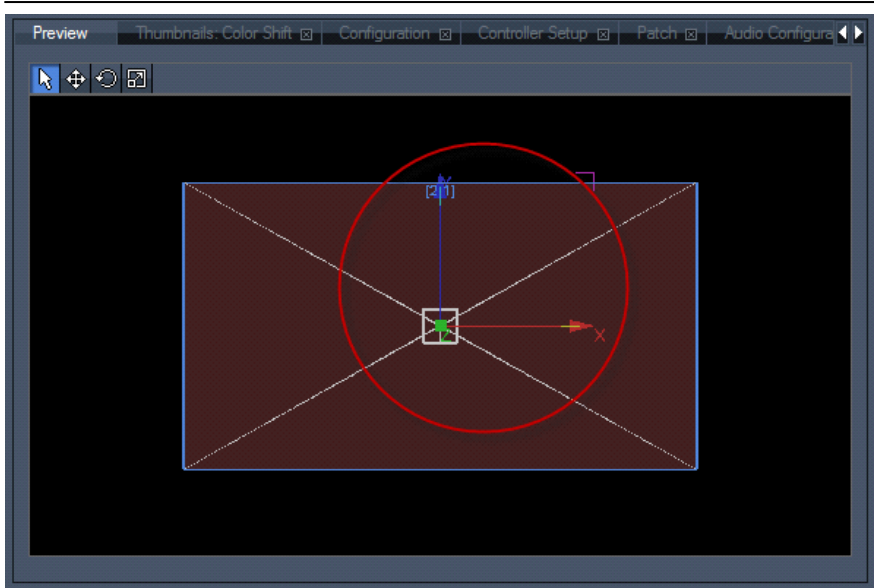 Preview Thumbnails: Color Shift Configuration Controller Setup Patch Audio Configura
Y
[2|1]
Z
X